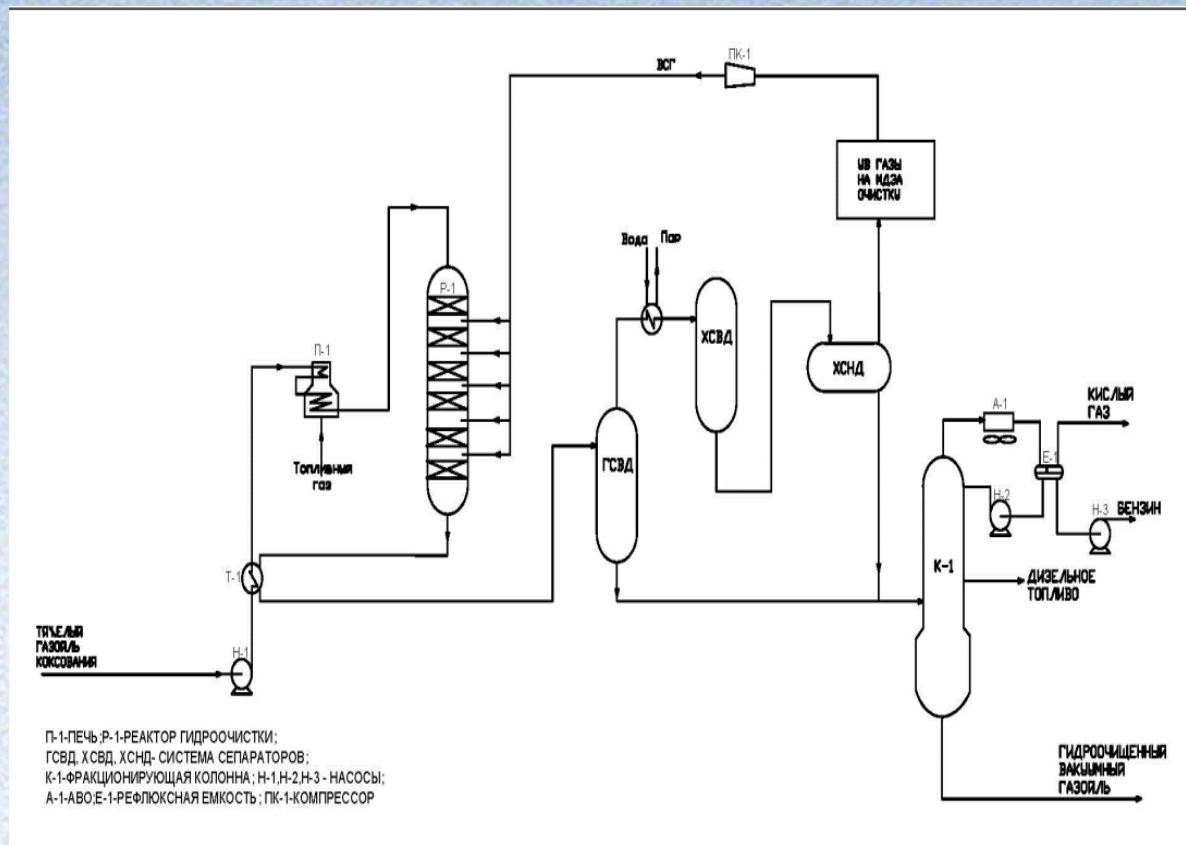 ПК-1
ВСГ
ЦВ ГАЗЫ
НА МДЭА
ОЧИСТКУ
Вода
Пар
Р-1
ХСВД
П-1
ХСНД
Топливный
газ
ГСВД
А-1
КИСЛЫЙ
ГАЗ
Е-1
Н-2
Н-3
БЕНЗИН
К-1
Т-1
ДИЗЕЛЬНОЕ
ТОПЛИВО
ТЯЖЕЛЫЙ
ГАЗОЙЛЬ
КОКСОВАНИЯ
Н-1
П-1-ПЕЧЬ;Р-1-РЕАКТОР ГИДРООЧИСТКИ;
ГСВД, ХСВД, ХСНД- СИСТЕМА СЕПАРАТОРОВ;
К-1-ФРАКЦИОНИРУЮЩАЯ КОЛОННА; Н-1,Н-2,Н-3 - НАСОСЫ;
А-1-АВО;Е-1-РЕФЛЮКСНАЯ ЕМКОСТЬ; ПК-1-КОМПРЕССОР
ГИДРООЧИЩЕННЫЙ
ВАКУУМНЫЙ
ГАЗОЙЛЬ